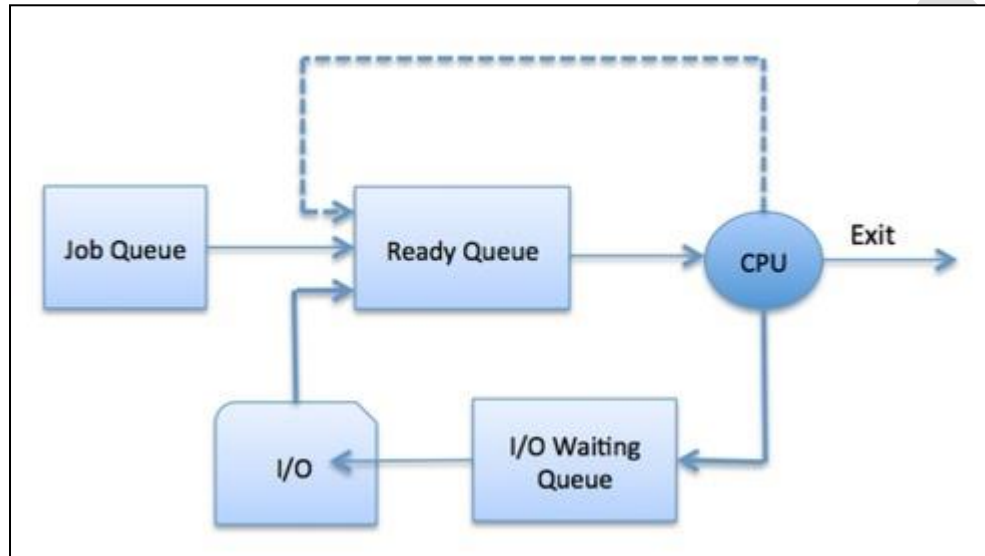 Job Queue
Ready Queue
CPU
Exit
I/O
I/O Waiting
Queue